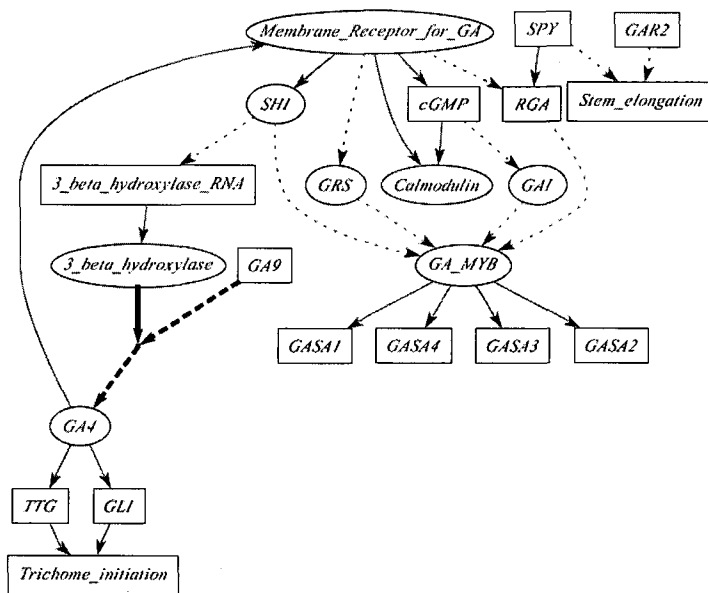 Membrane_Receptor_for_GA
SPY
GAR2
SHI
cGMP
RGA
Stem_elongation
3_beta_hydroxylase_RNA
GRS
Calmodulin
GAI
3_beta_hydroxylase
GA9
GA_MYB
GASA1
GASA4
GASA3
GASA2
GA4
TTG
GL1
Trichome_initiation